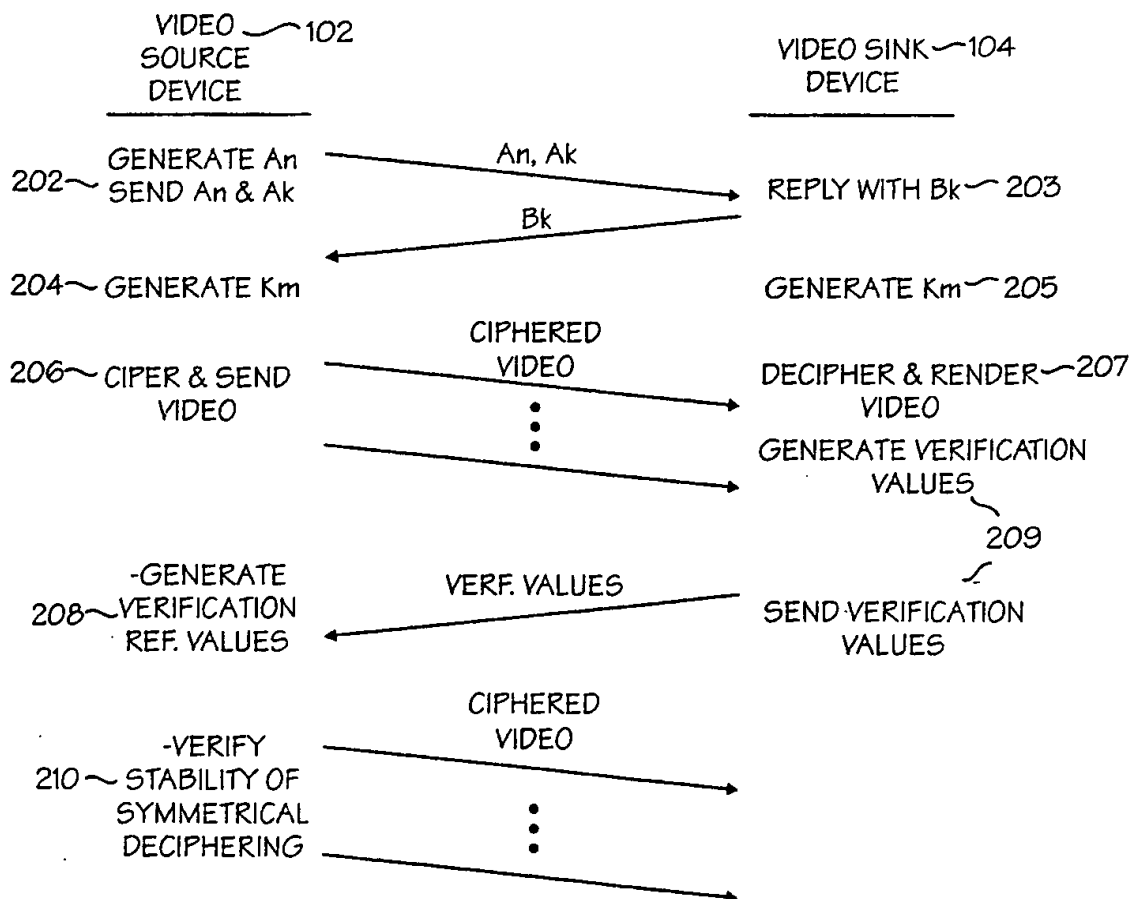 VIDEO SOURCE DEVICE 102
VIDEO SINK DEVICE 104
GENERATE An
202 SEND An & Ak
An, Ak
REPLY WITH Bk 203
Bk
204 GENERATE Km
GENERATE Km 205
CIPHERED
VIDEO
206 CIPER & SEND
VIDEO
DECIPHER & RENDER 207
VIDEO
GENERATE VERIFICATION
VALUES
209
-GENERATE
208 VERIFICATION
REF. VALUES
VERF. VALUES
SEND VERIFICATION
VALUES
CIPHERED
VIDEO
-VERIFY
210 STABILITY OF
SYMMETRICAL
DECIPHERING